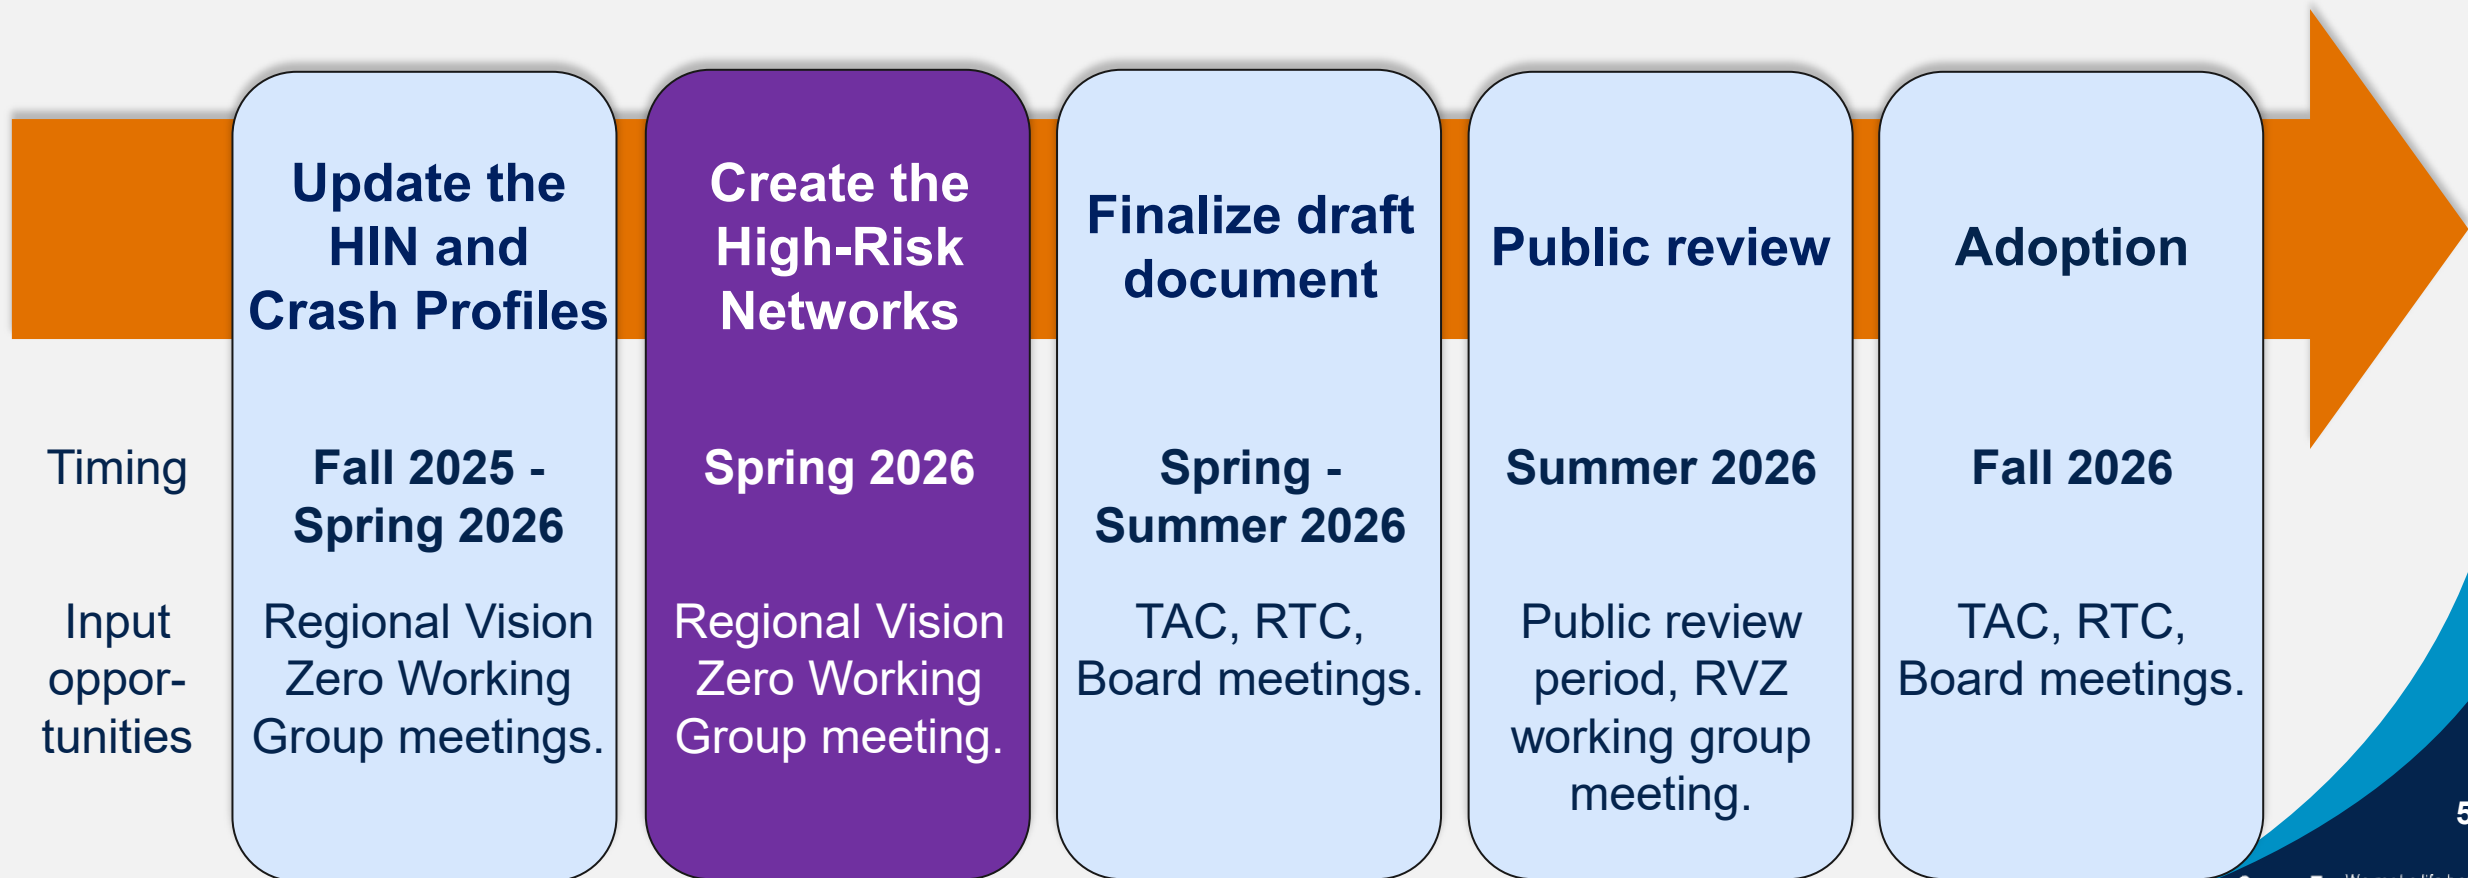 Update the
HIN and
Crash Profiles
Create the
High-Risk
Networks
Finalize draft
document
Public review
Adoption
Timing
Fall 2025 -
Spring 2026
Spring 2026
Spring -
Summer 2026
Summer 2026
Fall 2026
Input
oppor-
tunities
Regional Vision
Zero Working
Group meetings.
Regional Vision
Zero Working
Group meeting.
TAC, RTC,
Board meetings.
Public review
period, RVZ
working group
meeting.
TAC, RTC,
Board meetings.
5